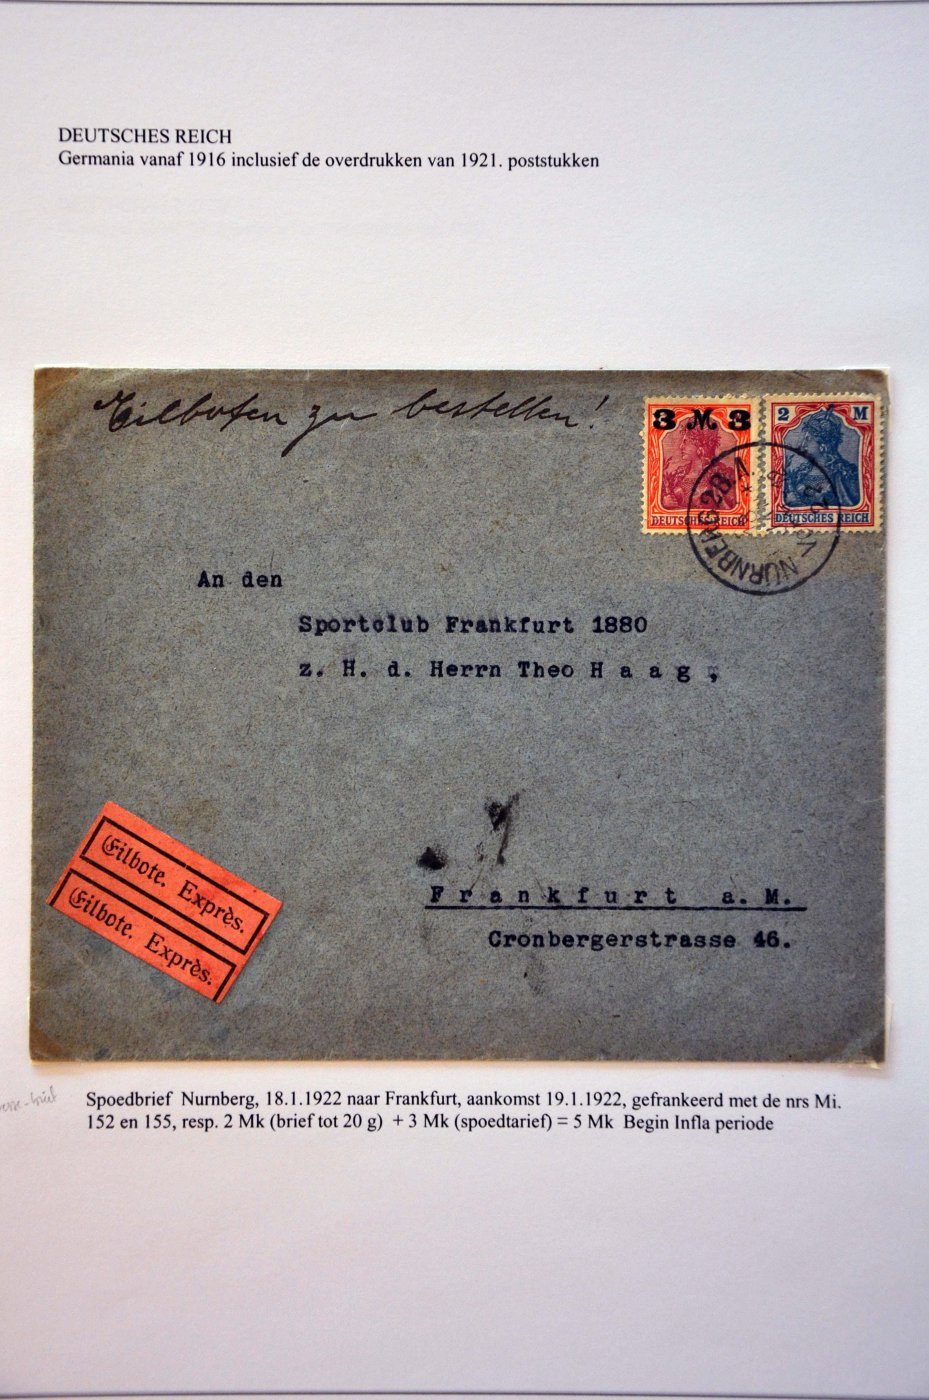 DEUTSCHES REICH
Germania vanaf 1916 inclusief de overdrukken van 1921. poststukken
Eilboten zu bestellen!
3 M 3
DEUTSCHES REICH
2 M
DEUTSCHES REICH
NÜRNBERG 2 B.
An den
Sportclub Frankfurt 1880
z. H. d. Herrn Theo H a a g ,
Eilbote. Exprès.
Eilbote. Exprès.
F r a n k f u r t a. M.
Cronbergerstrasse 46.
Spoedbrief Nurnberg, 18.1.1922 naar Frankfurt, aankomst 19.1.1922, gefrankeerd met de nrs Mi.
152 en 155, resp. 2 Mk (brief tot 20 g) + 3 Mk (spoedtarief) = 5 Mk Begin Infla periode